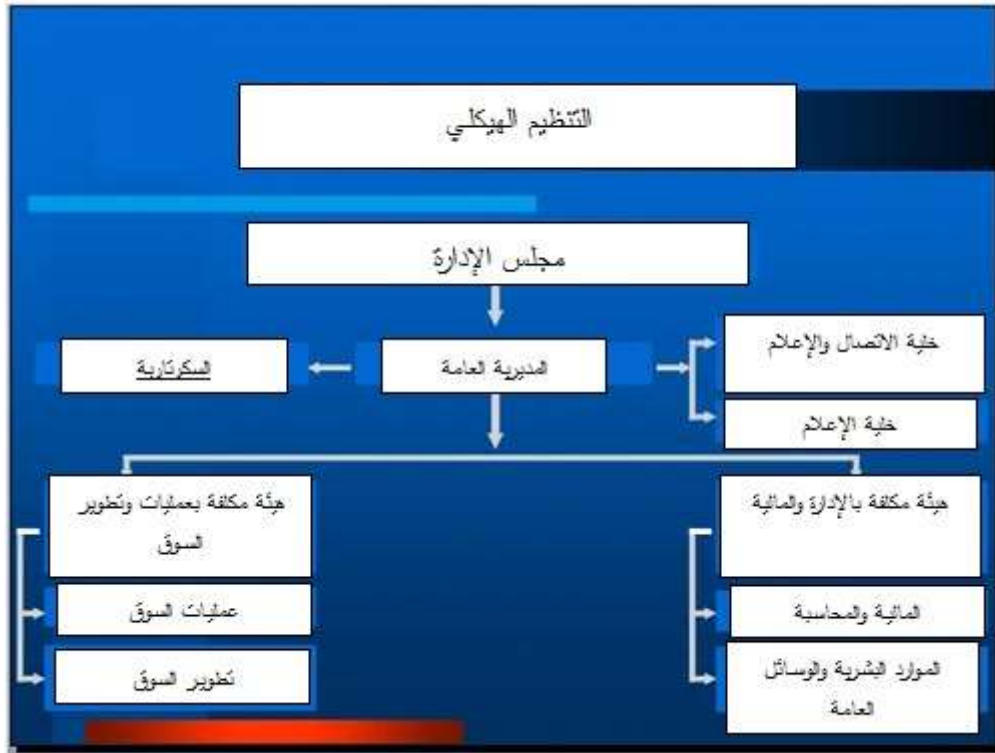 التنظيم الهيكلي
مجلس الإدارة
خلية الاتصال والإعلام
المديرية العامة
السكرتارية
خلية الإعلام
هيئة مكلفة بالإدارة والمالية
هيئة مكلفة بعمليات وتطوير
السوق
المالية والمحاسبة
عمليات السوق
الموارد البشرية والوسائل
العامة
تطوير السوق